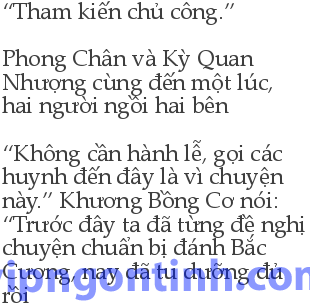 “Tham kiến chủ công.”
Phong Chân và Kỳ Quan
Nhượng cùng đến một lúc,
hai người ngồi hai bên
“Không cần hành lễ, gọi các
huynh đến đây là vì chuyện
này.” Khương Bồng Cơ nói:
“Trước đây ta đã từng đề nghị
chuyện chuẩn bị đánh Bắc
Cương, nay đã tu dưỡng đủ
rồi
vipngontinh.com